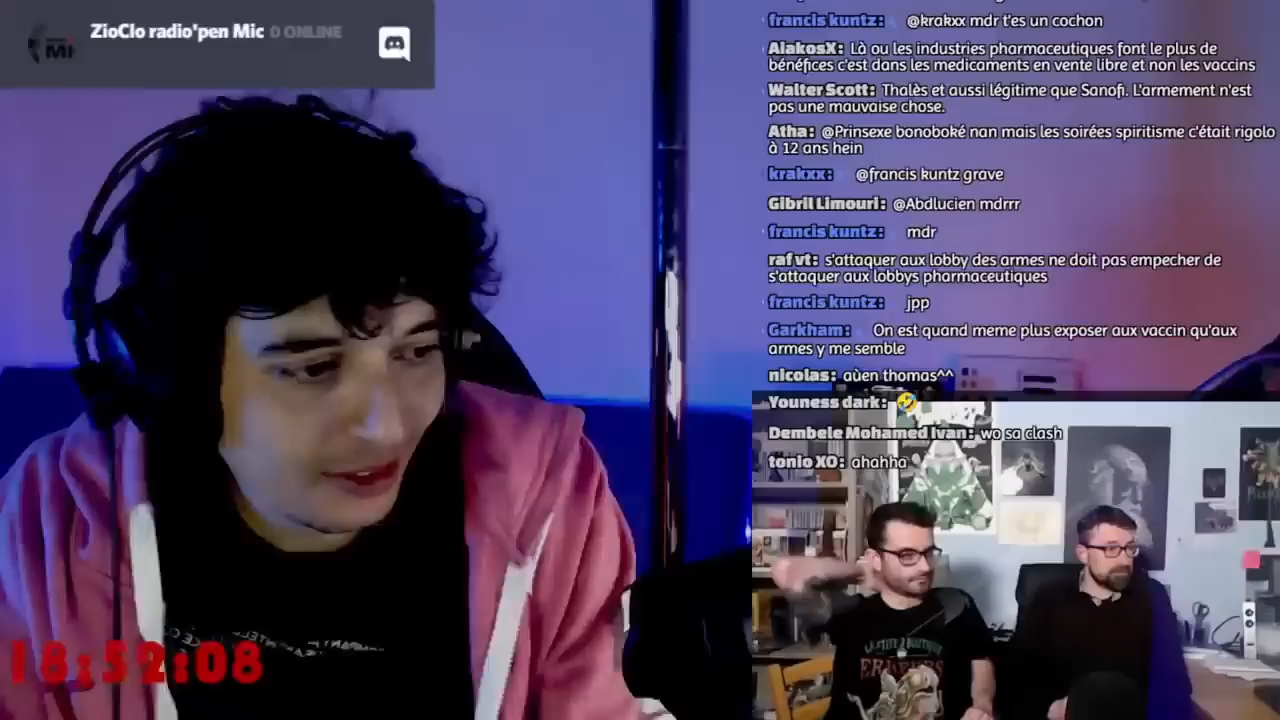 ZioClo radio'pen Mic 0 ONLINE
MI
francis kuntz: @krakxx mdr t'es un cochon
AiakosX: Là ou les industries pharmaceutiques font le plus de
bénéfices c'est dans les medicaments en vente libre et non les vaccins
Walter Scott: Thalès et aussi légitime que Sanofi. L'armement n'est
pas une mauvaise chose.
Atha: @Prinsexe bonoboké nan mais les soirées spiritisme c'était rigolo
à 12 ans hein
krakxx: @francis kuntz grave
Gibril Limouri: @Abdlucien mdrrr
francis kuntz: mdr
raf vt: s'attaquer aux lobby des armes ne doit pas empecher de
s'attaquer aux lobbys pharmaceutiques
francis kuntz: jpp
Garkham: On est quand meme plus exposer aux vaccin qu'aux
armes y me semble
nicolas: aùen thomas^^
Youness dark: 🤣
Dembele Mohamed Ivan: wo sa clash
tonio XO: ahahha
18:52:08